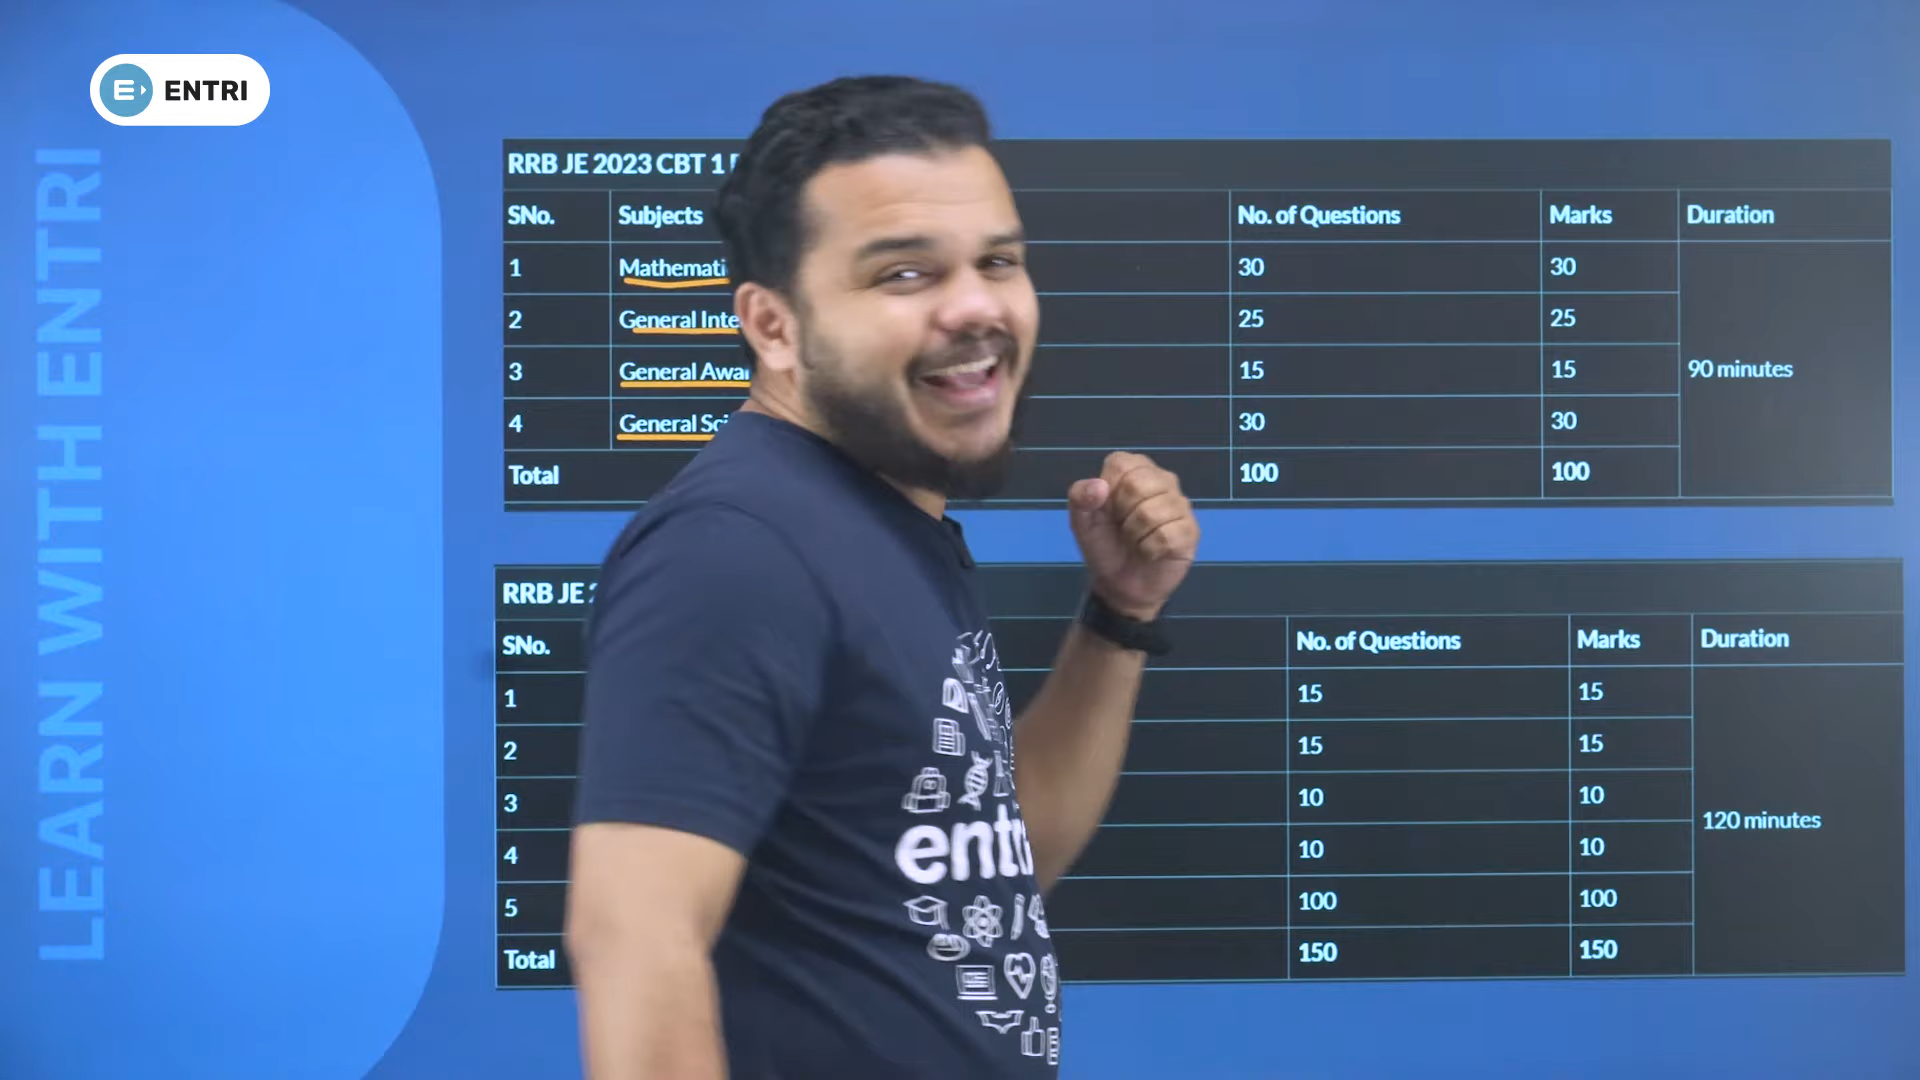 ENTRI
LEARN WITH ENTRI
RRB JE 2023 CBT 1
SNo. Subjects No. of Questions Marks Duration
1 30 30
2 General 25 25
3 General 15 15 90 minutes
4 General 30 30
Total 100 100
RRB JE
SNo. No. of Questions Marks Duration
1 15 15
2 15 15
3 10 10
4 10 10 120 minutes
5 100 100
Total 150 150